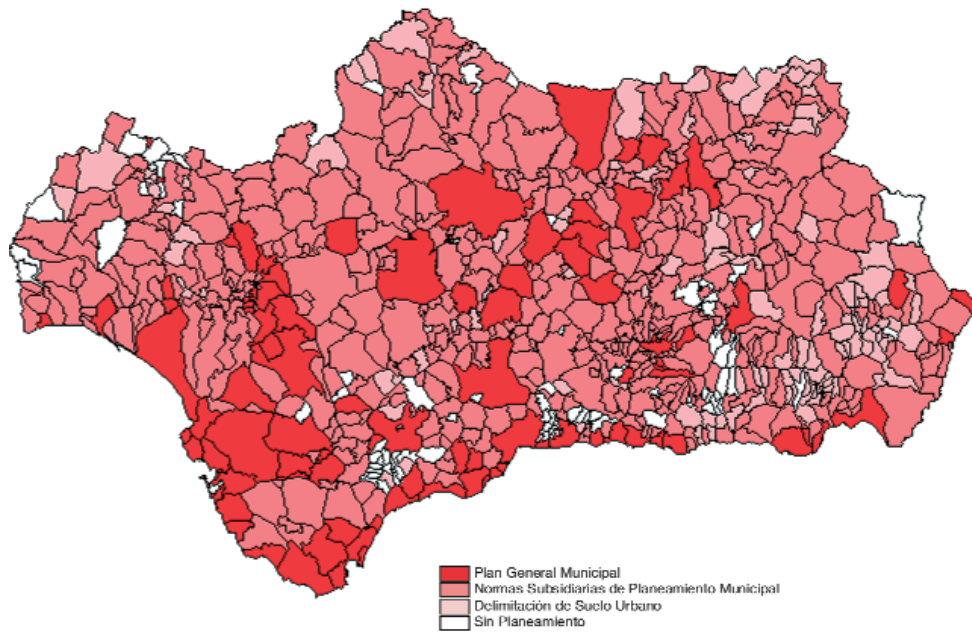 Plan General Municipal
Normas Subsidiarias de Planeamiento Municipal
Delimitación de Suelo Urbano
Sin Planeamiento